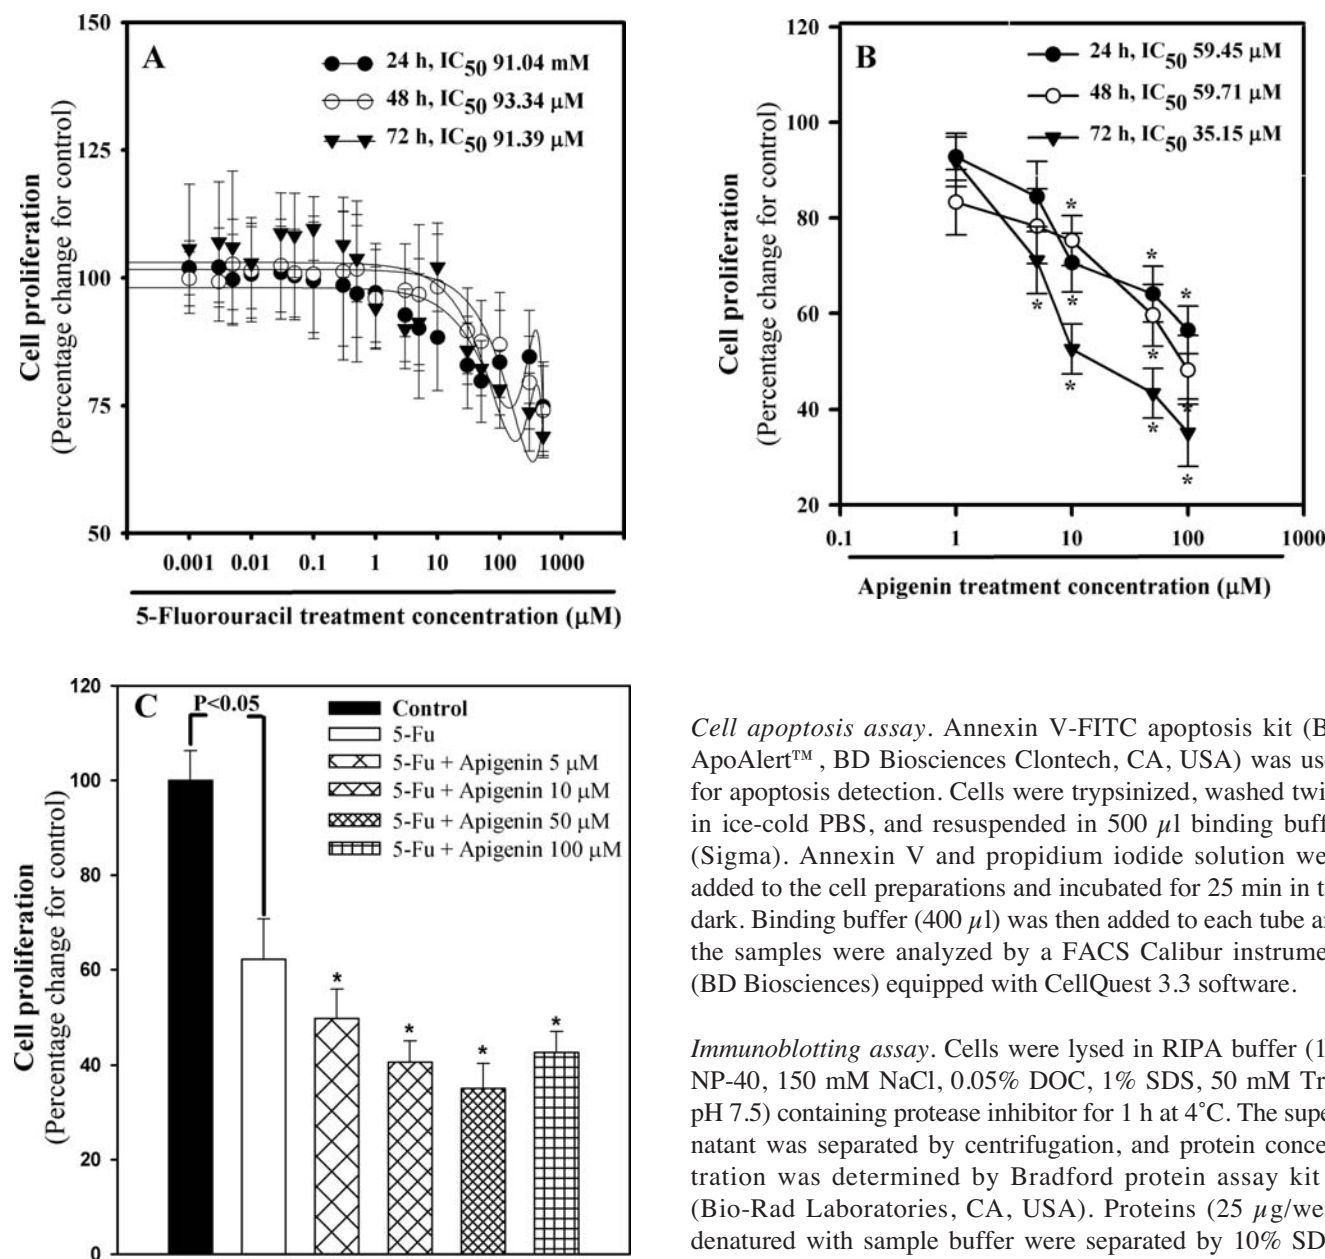 150
125
100
75
50
A
24 h, IC50 91.04 mM
48 h, IC50 93.34 μM
72 h, IC50 91.39 μM
Cell proliferation
(Percentage change for control)
0.001 0.01 0.1 1 10 100 1000
5-Fluorouracil treatment concentration (μM)
120
100
80
60
40
20
B
24 h, IC50 59.45 μM
48 h, IC50 59.71 μM
72 h, IC50 35.15 μM
Cell proliferation
(Percentage change for control)
* * * * * * * * * *
0.1 1 10 100 1000
Apigenin treatment concentration (μM)
120
100
80
60
40
20
0
C
P<0.05
Control
5-Fu
5-Fu + Apigenin 5 μM
5-Fu + Apigenin 10 μM
5-Fu + Apigenin 50 μM
5-Fu + Apigenin 100 μM
Cell proliferation
(Percentage change for control)
* * * *
Cell apoptosis assay. Annexin V-FITC apoptosis kit (B
ApoAlert™, BD Biosciences Clontech, CA, USA) was use
for apoptosis detection. Cells were trypsinized, washed twi
in ice-cold PBS, and resuspended in 500 µl binding buff
(Sigma). Annexin V and propidium iodide solution we
added to the cell preparations and incubated for 25 min in t
dark. Binding buffer (400 µl) was then added to each tube a
the samples were analyzed by a FACS Calibur instrume
(BD Biosciences) equipped with CellQuest 3.3 software.
Immunoblotting assay. Cells were lysed in RIPA buffer (1
NP-40, 150 mM NaCl, 0.05% DOC, 1% SDS, 50 mM Tr
pH 7.5) containing protease inhibitor for 1 h at 4˚C. The supe
natant was separated by centrifugation, and protein conce
tration was determined by Bradford protein assay kit
(Bio-Rad Laboratories, CA, USA). Proteins (25 µg/we
denatured with sample buffer were separated by 10% SD